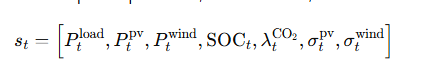 s_t = [P_t^load, P_t^pv, P_t^wind, SOC_t, λ_t^CO₂, σ_t^pv, σ_t^wind]